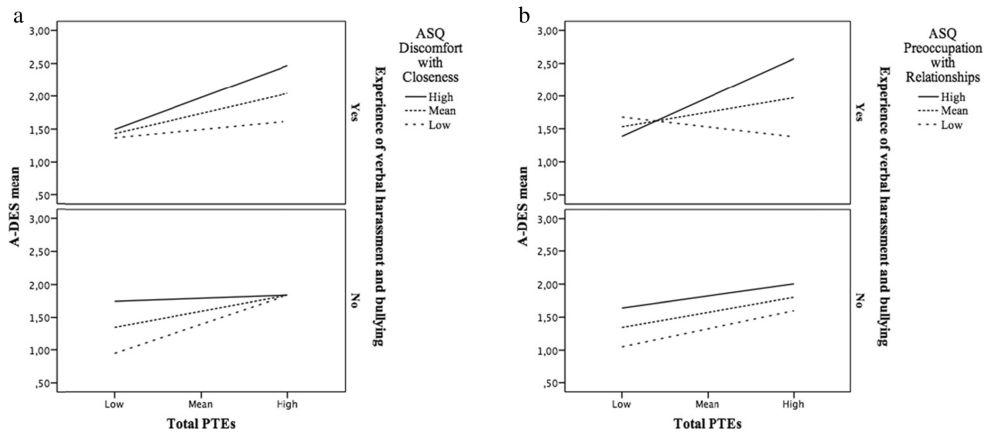 a
A-DES mean
3,00
2,50
2,00
1,50
1,00
,50
3,00
2,50
2,00
1,50
1,00
,50
Low
Mean
High
Total PTEs
Yes
No
Experience of verbal harassment and bullying
ASQ
Discomfort
with
Closeness
High
Mean
Low
b
A-DES mean
3,00
2,50
2,00
1,50
1,00
,50
3,00
2,50
2,00
1,50
1,00
,50
Low
Mean
High
Total PTEs
Yes
No
Experience of verbal harassment and bullying
ASQ
Preoccupation
with
Relationships
High
Mean
Low